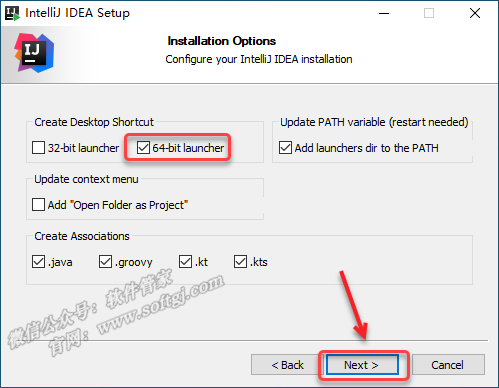 IntelliJ IDEA Setup
IJ
Installation Options
Configure your IntelliJ IDEA installation
Create Desktop Shortcut
32-bit launcher
64-bit launcher
Update PATH variable (restart needed)
Add launchers dir to the PATH
Update context menu
Add "Open Folder as Project"
Create Associations
.java
.groovy
.kt
.kts
微信公众号：软件管家
官网：www.softgj.com
< Back
Next >
Cancel